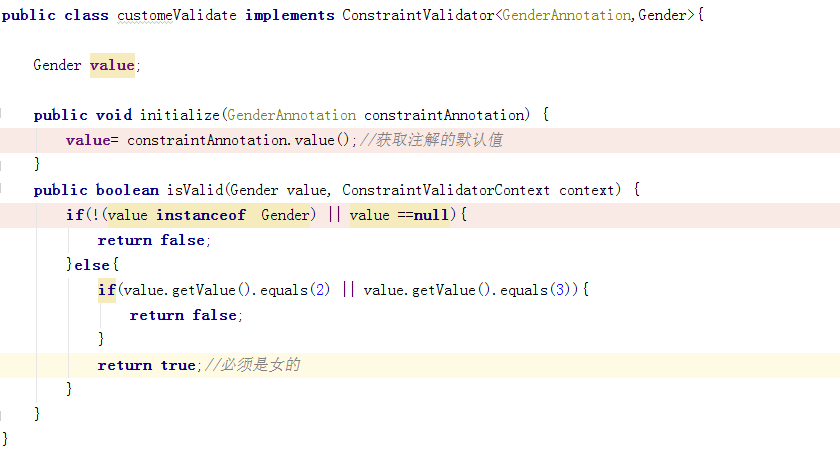 public class customeValidate implements ConstraintValidator<GenderAnnotation,Gender>{
Gender value;
public void initialize(GenderAnnotation constraintAnnotation) {
value= constraintAnnotation.value();//获取注解的默认值
}
public boolean isValid(Gender value, ConstraintValidatorContext context) {
if(!(value instanceof  Gender) || value ==null){
return false;
}else{
if(value.getValue().equals(2) || value.getValue().equals(3)){
return false;
}
return true;//必须是女的
}
}
}